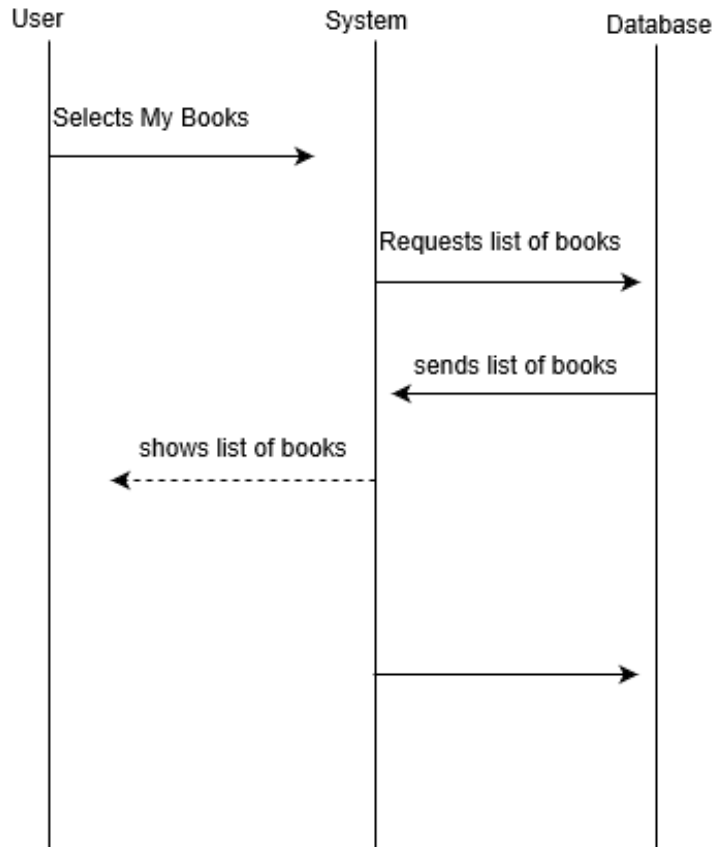 User
System
Database
Selects My Books
Requests list of books
sends list of books
shows list of books